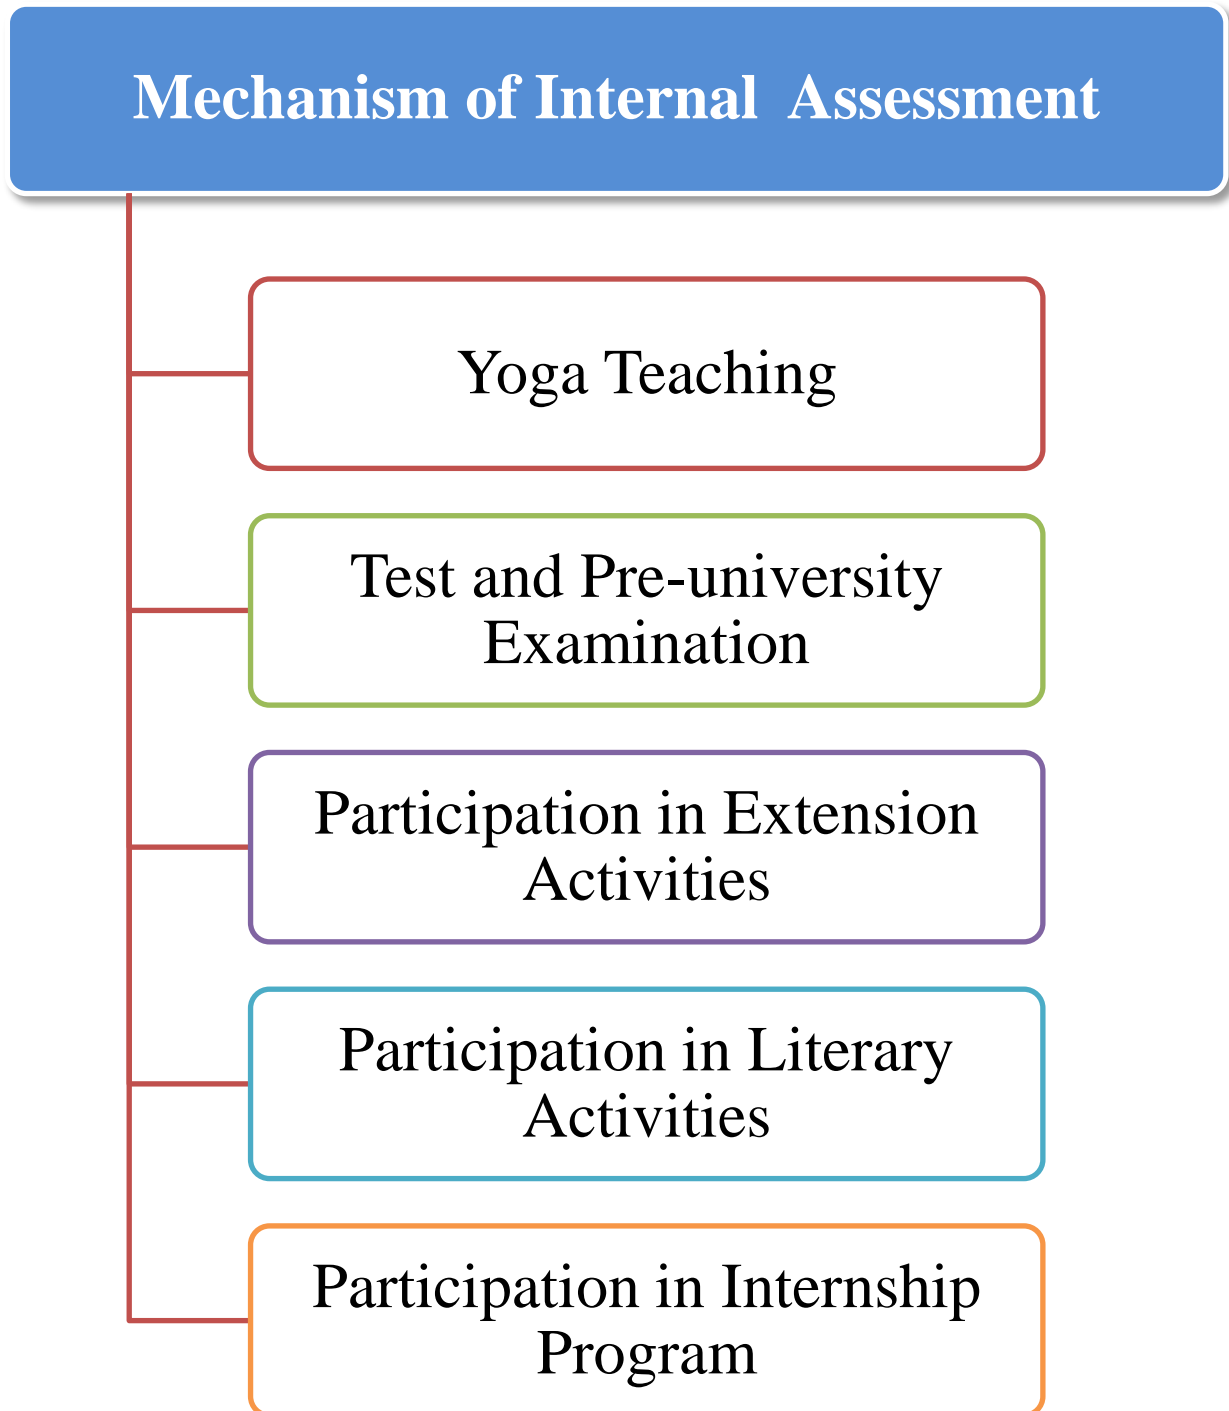 Mechanism of Internal  Assessment
Yoga Teaching
Test and Pre-university
Examination
Participation in Extension
Activities
Participation in Literary
Activities
Participation in Internship
Program